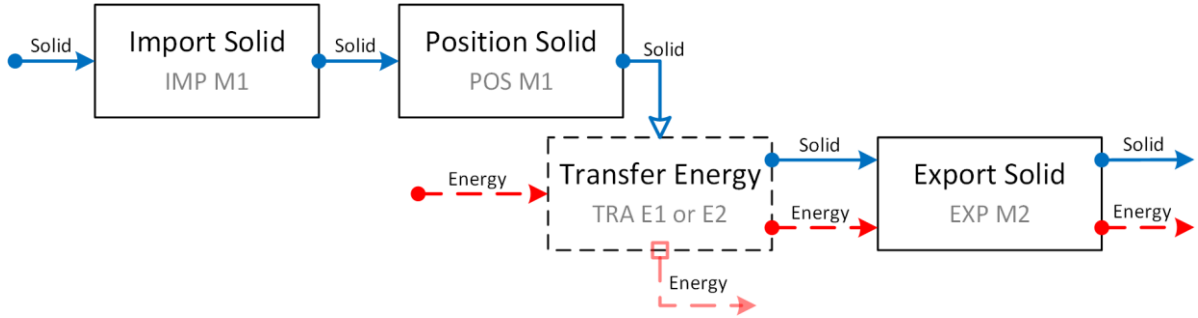 Solid
Import Solid
IMP M1
Solid
Position Solid
POS M1
Solid
Energy
Transfer Energy
TRA E1 or E2
Solid
Energy
Energy
Export Solid
EXP M2
Solid
Energy